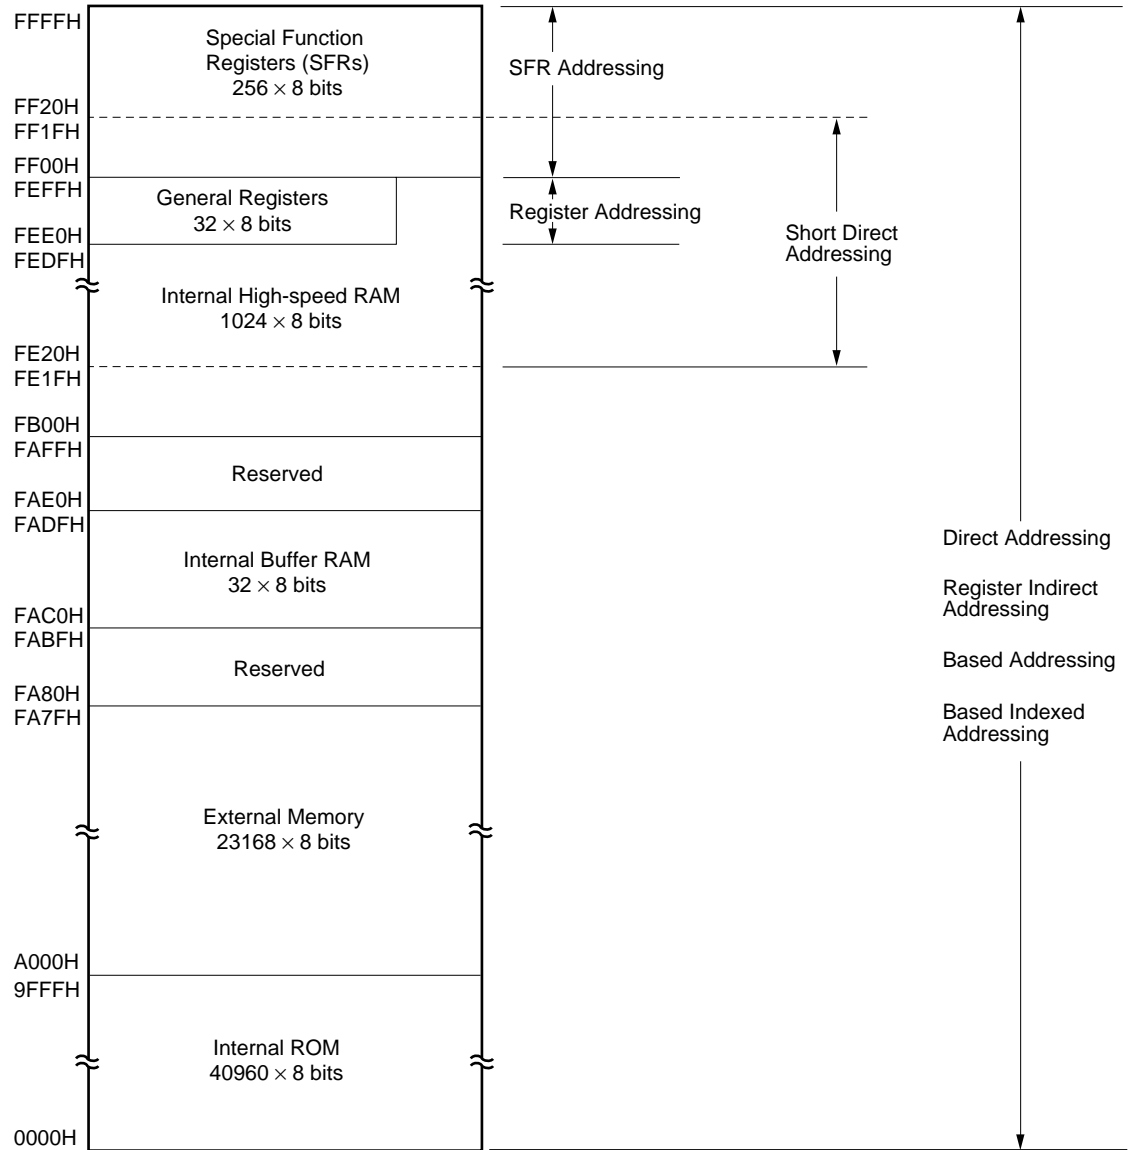 FFFFH
Special Function
Registers (SFRs)
256 × 8 bits
SFR Addressing
FF20H
FF1FH
FF00H
FEFFH
General Registers
32 × 8 bits
Register Addressing
FEE0H
FEDFH
Short Direct
Addressing
Internal High-speed RAM
1024 × 8 bits
FE20H
FE1FH
FB00H
FAFFH
Reserved
FAE0H
FADFH
Internal Buffer RAM
32 × 8 bits
Direct Addressing
Register Indirect
Addressing
Based Addressing
Based Indexed
Addressing
FAC0H
FABFH
Reserved
FA80H
FA7FH
External Memory
23168 × 8 bits
A000H
9FFFH
Internal ROM
40960 × 8 bits
0000H